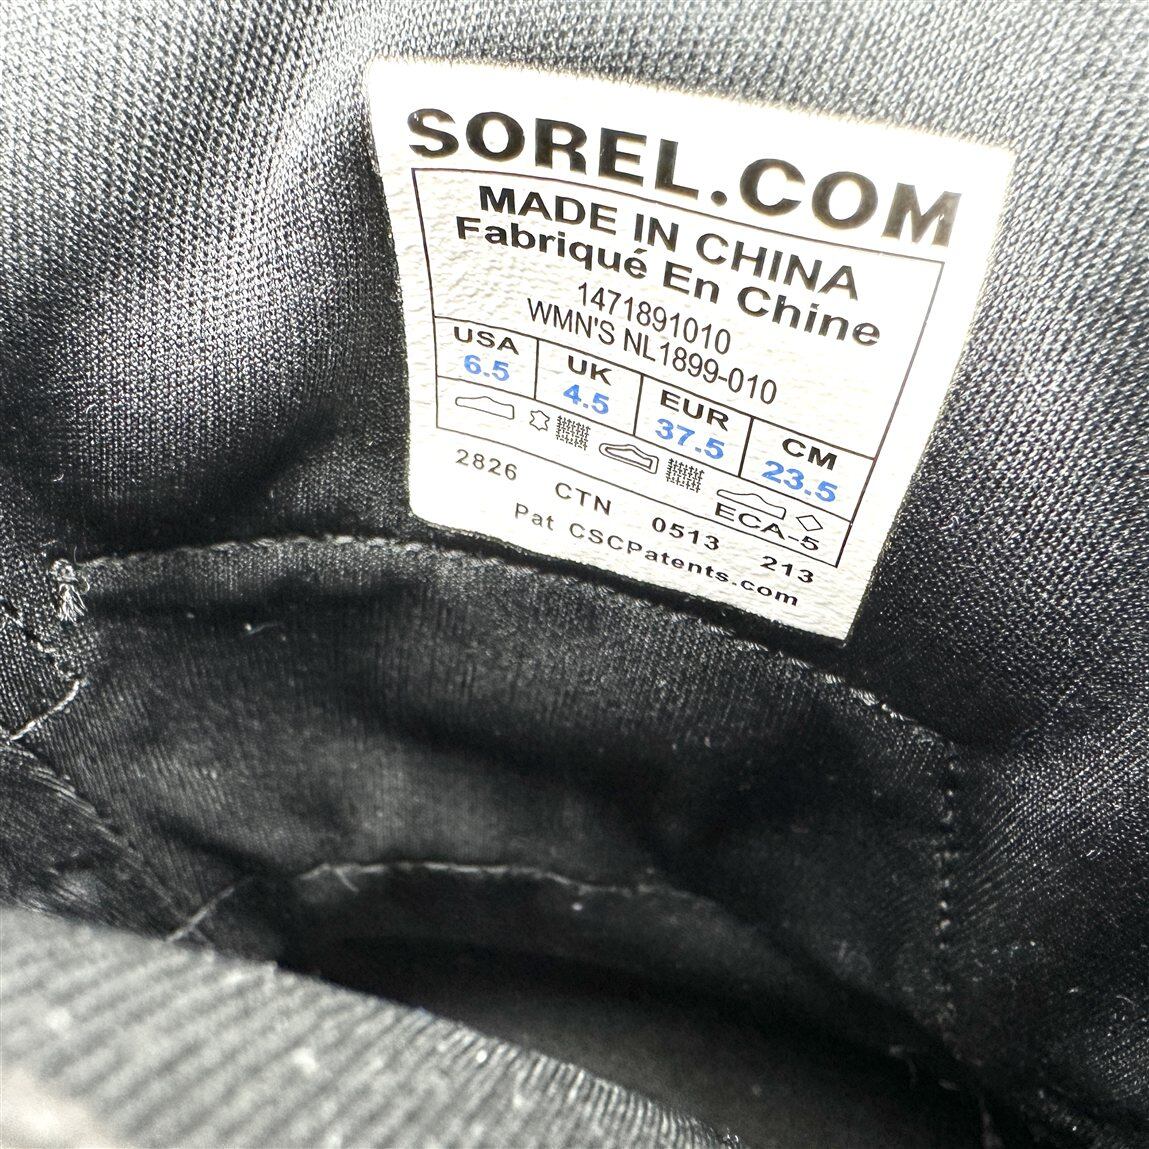 SOREL.COM
MADE IN CHINA
Fabriqué En Chine
1471891010
WMN'S NL1899-010
USA UK EUR CM
6.5 4.5 37.5 23.5
ECA-5
2826 CTN 0513 213
Pat CSCPatents.com